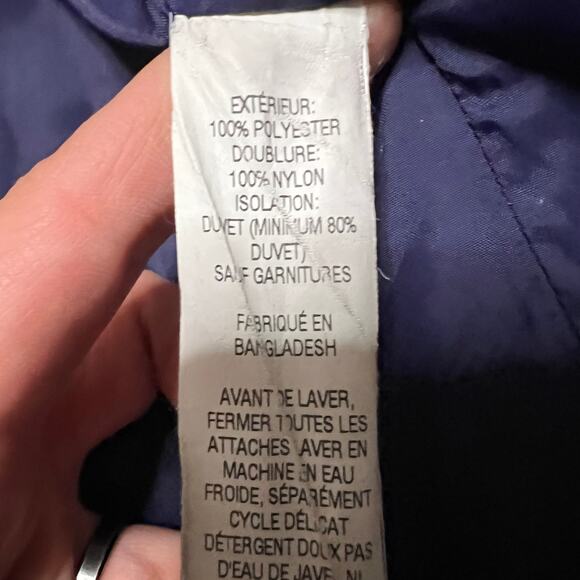 EXTÉRIEUR:
100% POLYESTER
DOUBLURE:
100% NYLON
ISOLATION:
DUVET (MINIMUM 80%
DUVET)
SAUF GARNITURES
FABRIQUÉ EN
BANGLADESH
AVANT DE LAVER,
FERMER TOUTES LES
ATTACHES LAVER EN
MACHINE EN EAU
FROIDE, SÉPARÉMENT
CYCLE DÉLICAT
DÉTERGENT DOUX PAS
D'EAU DE JAVEL NI